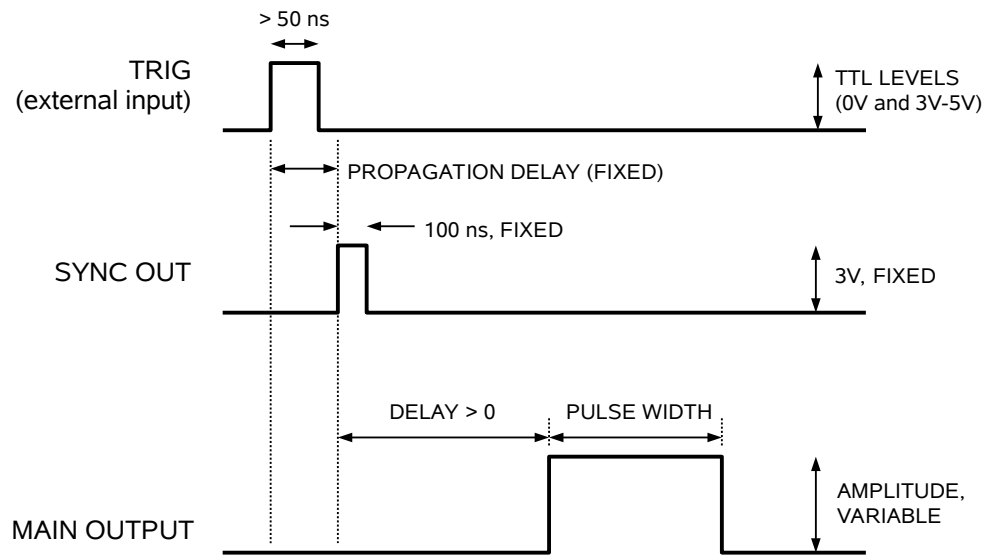 > 50 ns
TRIG
(external input)
TTL LEVELS
(0V and 3V-5V)
PROPAGATION DELAY (FIXED)
100 ns, FIXED
SYNC OUT
3V, FIXED
DELAY > 0
PULSE WIDTH
AMPLITUDE,
VARIABLE
MAIN OUTPUT